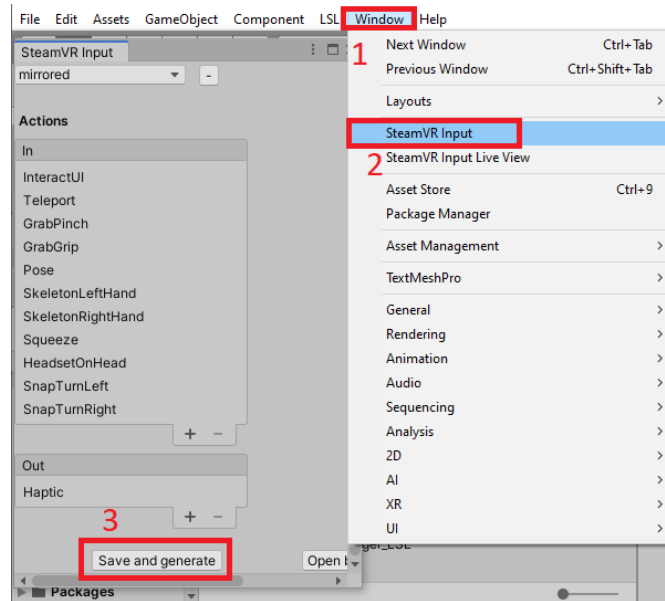 File Edit Assets GameObject Component LSL Window Help
SteamVR Input
mirrored
-
Actions
In
InteractUI
Teleport
GrabPinch
GrabGrip
Pose
SkeletonLeftHand
SkeletonRightHand
Squeeze
HeadsetOnHead
SnapTurnLeft
SnapTurnRight
+ -
Out
Haptic
+ -
3
Save and generate Open
Packages
1
Next Window Ctrl+Tab
Previous Window Ctrl+Shift+Tab
Layouts
SteamVR Input
2
SteamVR Input Live View
Asset Store Ctrl+9
Package Manager
Asset Management
TextMeshPro
General
Rendering
Animation
Audio
Sequencing
Analysis
2D
AI
XR
UI